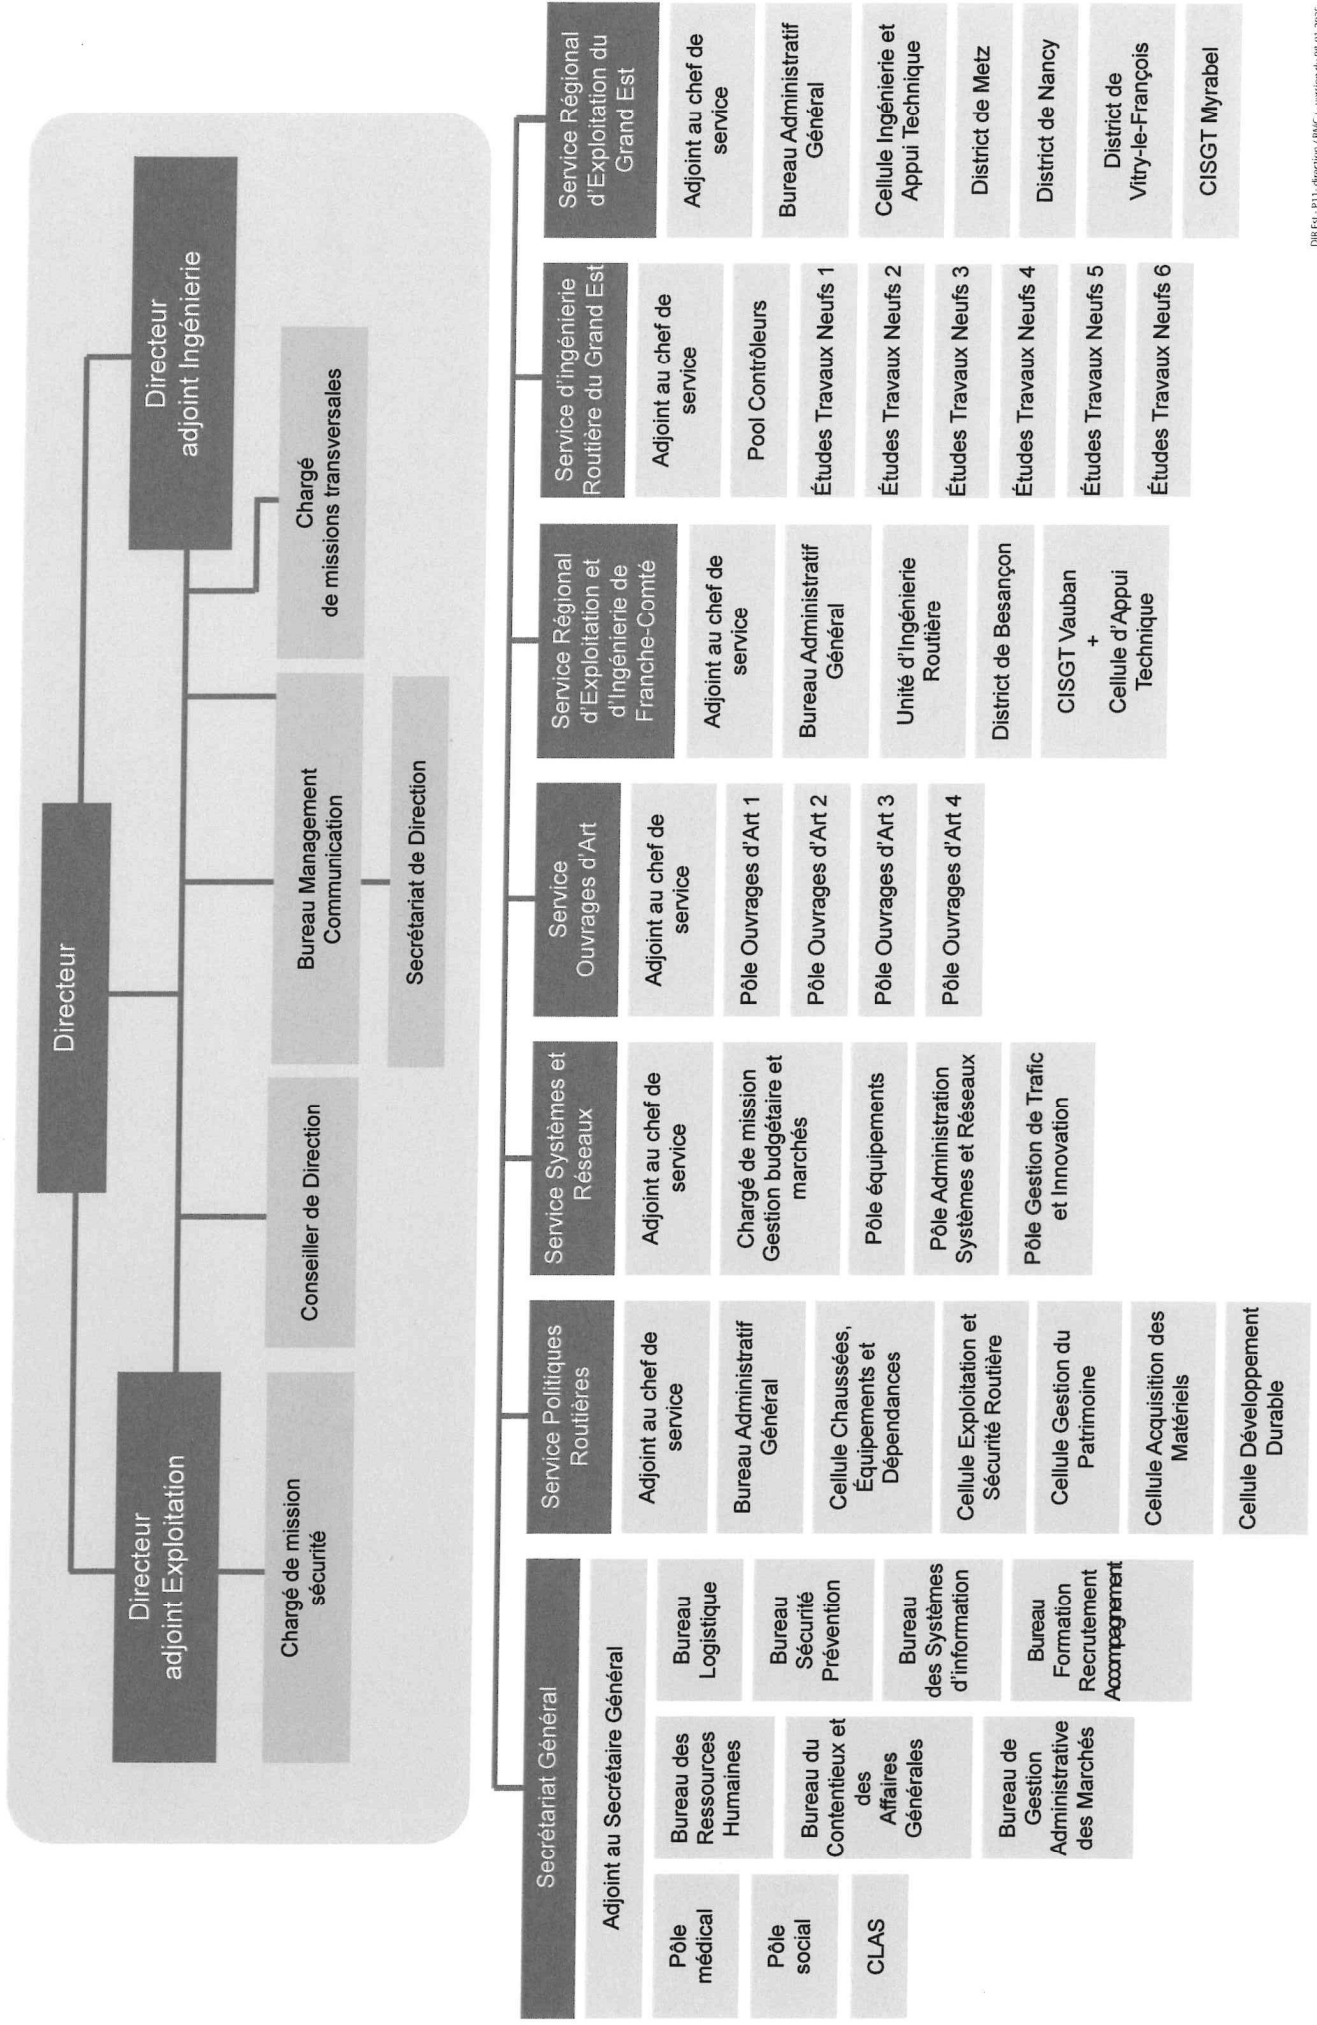 Directeur
Directeur
adjoint Exploitation
Directeur
adjoint Ingénierie
Chargé de mission
sécurité
Conseiller de Direction
Bureau Management
Communication
Chargé
de missions transversales
Secrétariat de Direction
Secrétariat Général
Adjoint au Secrétaire Général
Pôle
médical
Pôle
social
CLAS
Bureau des
Ressources
Humaines
Bureau du
Contentieux et
des
Affaires
Générales
Bureau de
Gestion
Administrative
des Marchés
Bureau
Logistique
Bureau
Sécurité
Prévention
Bureau
des Systèmes
d'information
Bureau
Formation
Recrutement
Accompagnement
Service Politiques
Routières
Adjoint au chef de
service
Bureau Administratif
Général
Cellule Chaussées,
Équipements et
Dépendances
Cellule Exploitation et
Sécurité Routière
Cellule Gestion du
Patrimoine
Cellule Acquisition des
Matériels
Cellule Développement
Durable
Service Systèmes et
Réseaux
Adjoint au chef de
service
Chargé de mission
Gestion budgétaire et
marchés
Pôle équipements
Pôle Administration
Systèmes et Réseaux
Pôle Gestion de Trafic
et Innovation
Service
Ouvrages d'Art
Adjoint au chef de
service
Pôle Ouvrages d'Art 1
Pôle Ouvrages d'Art 2
Pôle Ouvrages d'Art 3
Pôle Ouvrages d'Art 4
Service Régional
d'Exploitation et
d'Ingénierie de
Franche-Comté
Adjoint au chef de
service
Bureau Administratif
Général
Unité d'Ingénierie
Routière
District de Besançon
CISGT Vauban
+
Cellule d'Appui
Technique
Service d'ingénierie
Routière du Grand Est
Adjoint au chef de
service
Pool Contrôleurs
Études Travaux Neufs 1
Études Travaux Neufs 2
Études Travaux Neufs 3
Études Travaux Neufs 4
Études Travaux Neufs 5
Études Travaux Neufs 6
Service Régional
d'Exploitation du
Grand Est
Adjoint au chef de
service
Bureau Administratif
Général
Cellule Ingénierie et
Appui Technique
District de Metz
District de Nancy
District de
Vitry-le-François
CISGT Myrabel